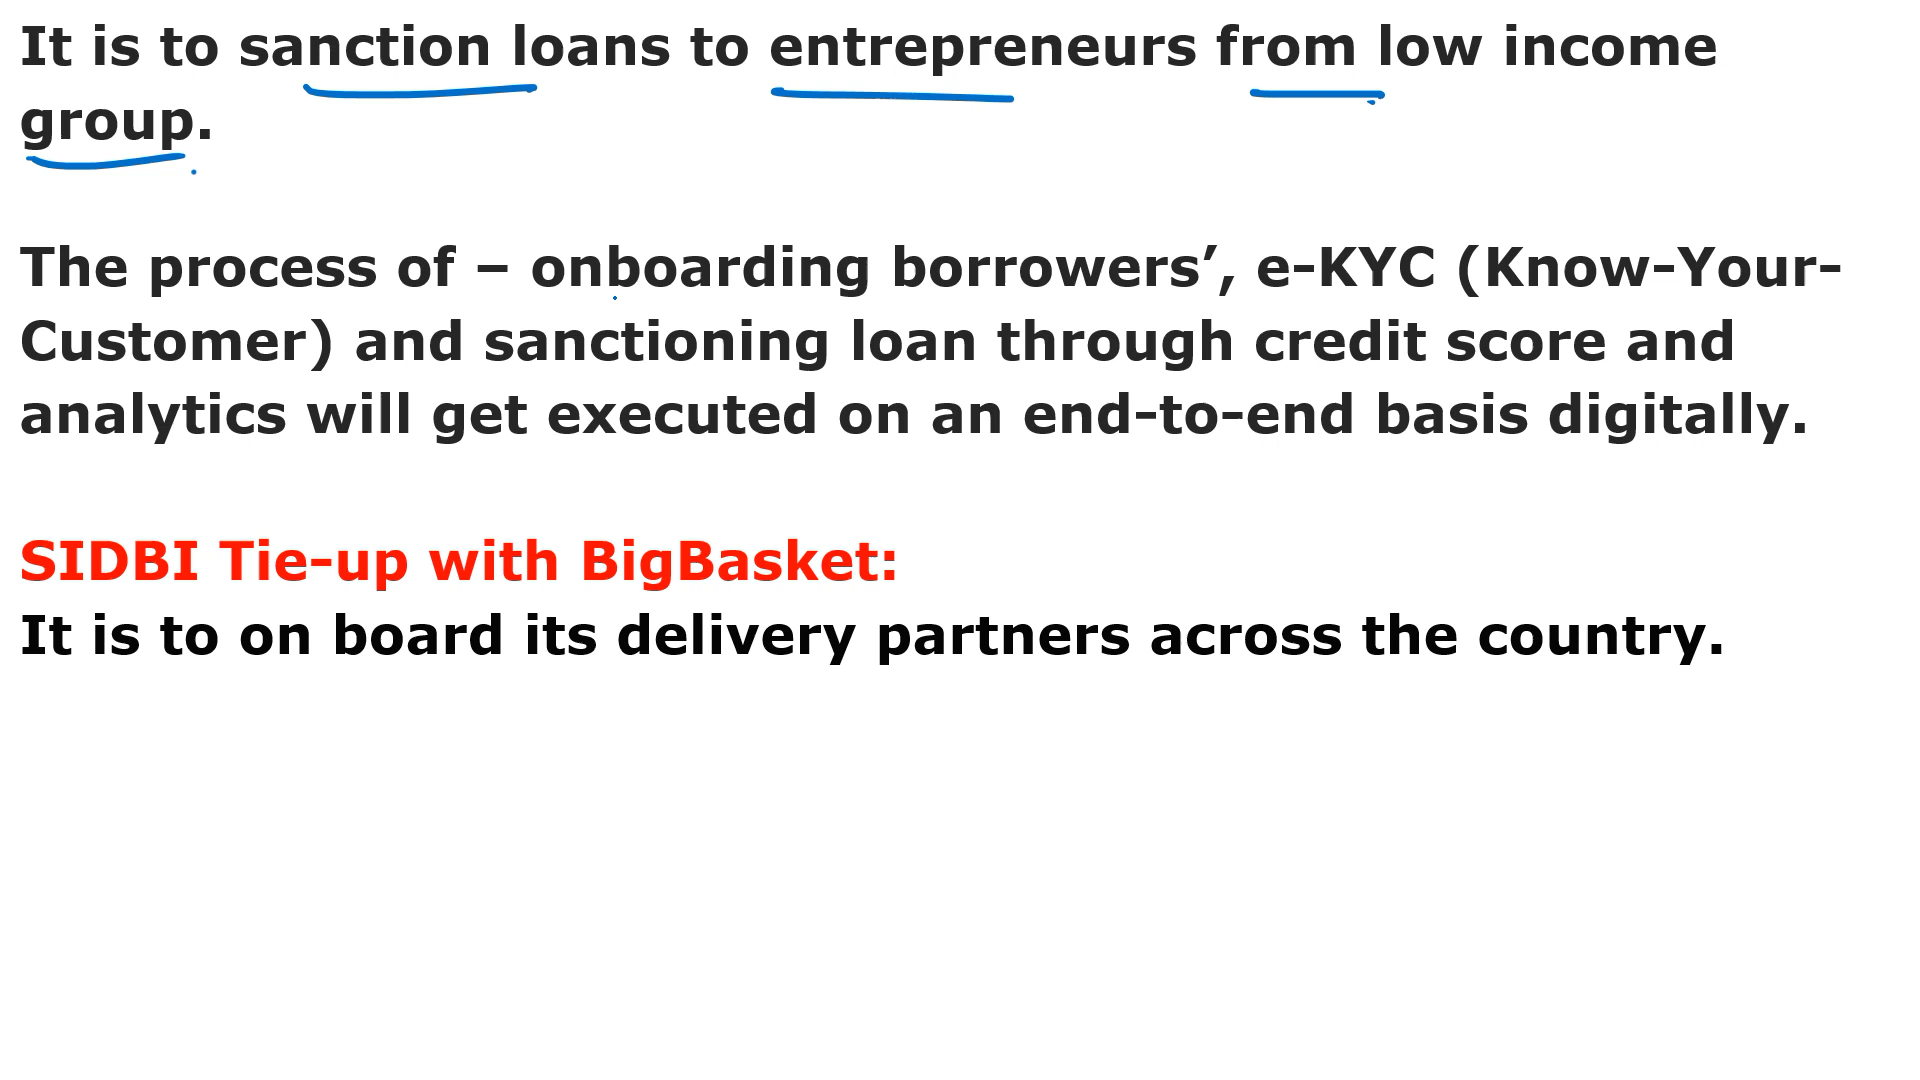 It is to sanction loans to entrepreneurs from low income
group.
The process of – onboarding borrowers’, e-KYC (Know-Your-
Customer) and sanctioning loan through credit score and
analytics will get executed on an end-to-end basis digitally.
SIDBI Tie-up with BigBasket:
It is to on board its delivery partners across the country.